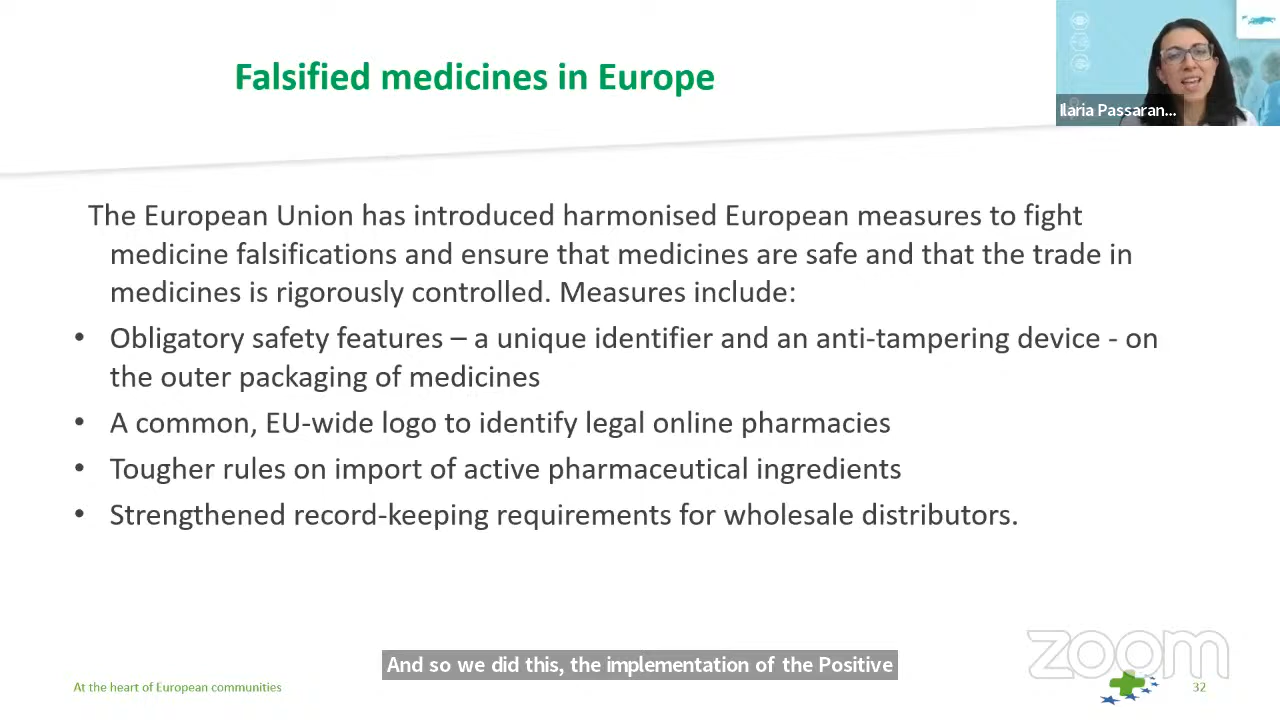 Falsified medicines in Europe
Ilaria Passaran...
The European Union has introduced harmonised European measures to fight
medicine falsifications and ensure that medicines are safe and that the trade in
medicines is rigorously controlled. Measures include:
• Obligatory safety features – a unique identifier and an anti-tampering device - on
the outer packaging of medicines
• A common, EU-wide logo to identify legal online pharmacies
• Tougher rules on import of active pharmaceutical ingredients
• Strengthened record-keeping requirements for wholesale distributors.
zoom
And so we did this, the implementation of the Positive
At the heart of European communities
32